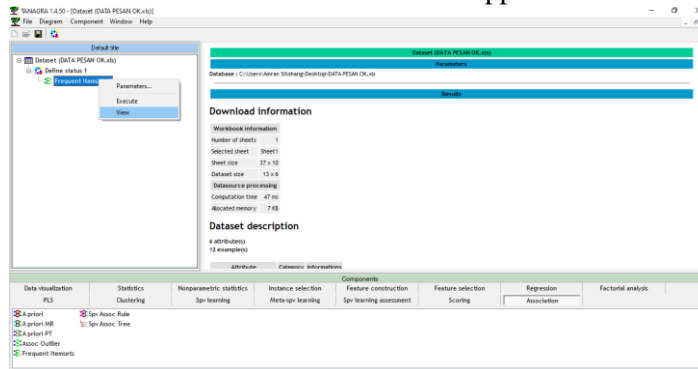 TANAGRA 1.4.50 - [Dataset (DATA PESAN OK.xls)]
File Diagram Component Window Help
Default title
Dataset (DATA PESAN OK.xls)
Define status 1
Frequent Items
Parameters...
Execute
View
Dataset (DATA PESAN OK.xls)
Parameters
Database : C:\Users\Amran Sitohang\Desktop\DATA PESAN OK.xls
Results
Download information
Workbook information
Number of sheets 1
Selected sheet Sheet1
Sheet size 37 x 10
Dataset size 13 x 6
Datasource processing
Computation time 47 ms
Allocated memory 7 KB
Dataset description
6 attribute(s)
12 example(s)
Attribute Category Informations
Components
Data visualization Statistics Nonparametric statistics Instance selection Feature construction Feature selection Regression Factorial analysis
PLS Clustering Spv learning Meta-spv learning Spv learning assessment Scoring Association
A priori Spv Assoc Rule
A priori MR Spv Assoc Tree
A priori PT
Assoc Outlier
Frequent Itemsets